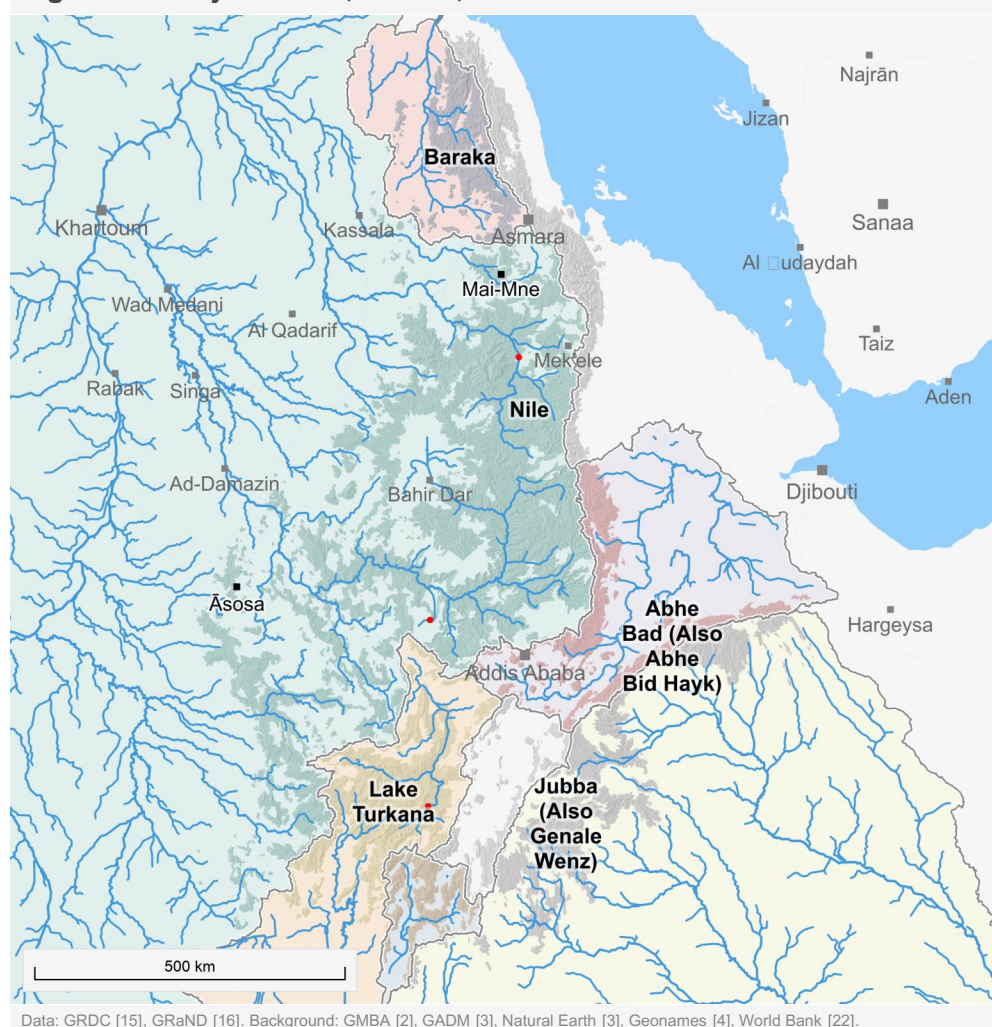 Najrān
Jizan
Baraka
Khartoum
Kassala
Asmara
Sanaa
Mai-Mne
Al □udaydah
Wad Medani
Al Qadarif
Mek'ele
Taiz
Rabak
Singa
Nile
Aden
Ad-Damazin
Bahir Dar
Djibouti
Āsosa
Abhe
Bad (Also
Abhe
Bid Hayk)
Hargeysa
Addis Ababa
Lake
Turkana
Jubba
(Also
Genale
Wenz)
500 km
Data: GRDC [15], GRaND [16]. Background: GMBA [2], GADM [3], Natural Earth [3], Geonames [4], World Bank [22].